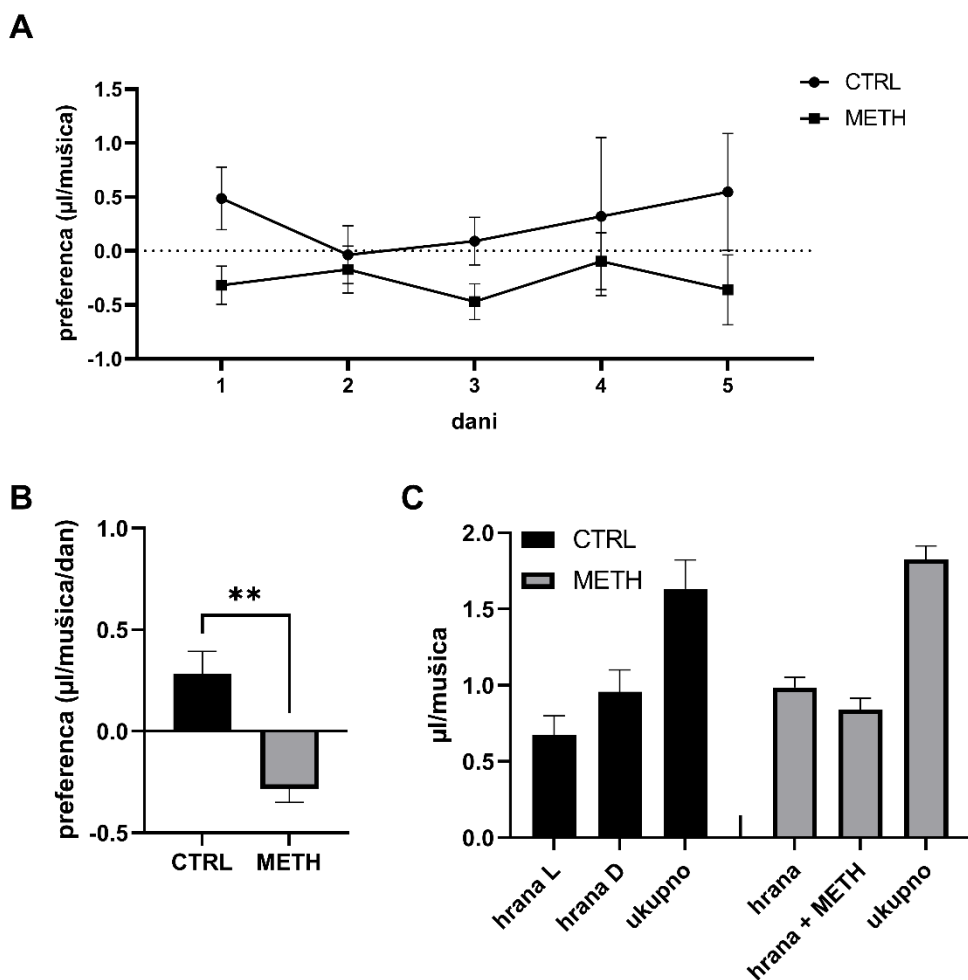 A
preferenca (µl/mušica)
1.5
1.0
0.5
0.0
-0.5
-1.0
1
2
3
4
5
dani
CTRL
METH
B
preferenca (µl/mušica/dan)
1.0
0.5
0.0
-0.5
**
CTRL
METH
C
µl/mušica
2.0
1.5
1.0
0.5
0.0
CTRL
METH
hrana L
hrana D
ukupno
hrana
hrana + METH
ukupno